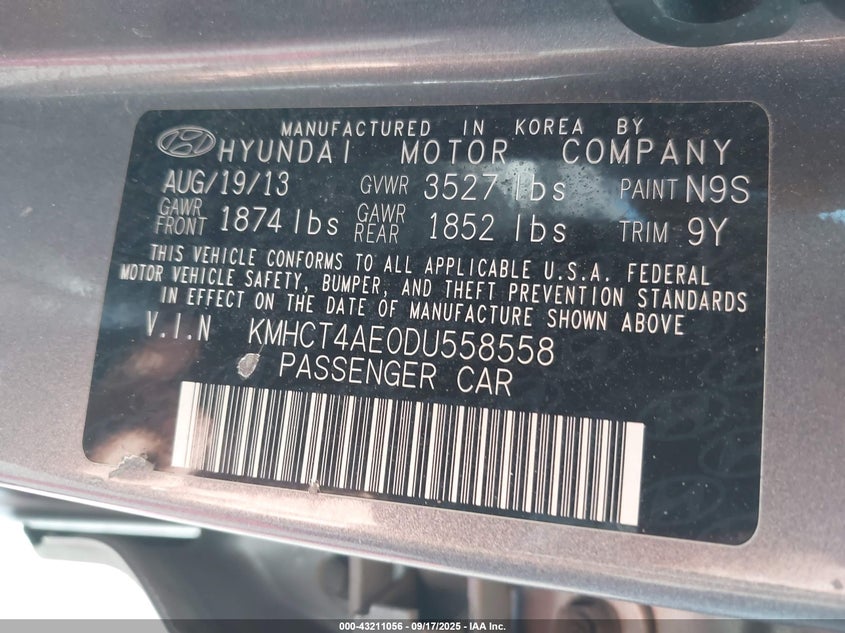 MANUFACTURED IN KOREA BY
HYUNDAI MOTOR COMPANY
AUG/19/13 GVWR 3527 lbs PAINT N9S
GAWR FRONT 1874 lbs GAWR REAR 1852 lbs TRIM 9Y
THIS VEHICLE CONFORMS TO ALL APPLICABLE U.S.A. FEDERAL
MOTOR VEHICLE SAFETY, BUMPER, AND THEFT PREVENTION STANDARDS
IN EFFECT ON THE DATE OF MANUFACTURE SHOWN ABOVE
V.I.N KMHCT4AE0DU558558
PASSENGER CAR
000-43211056 - 09/17/2025 - IAA Inc.